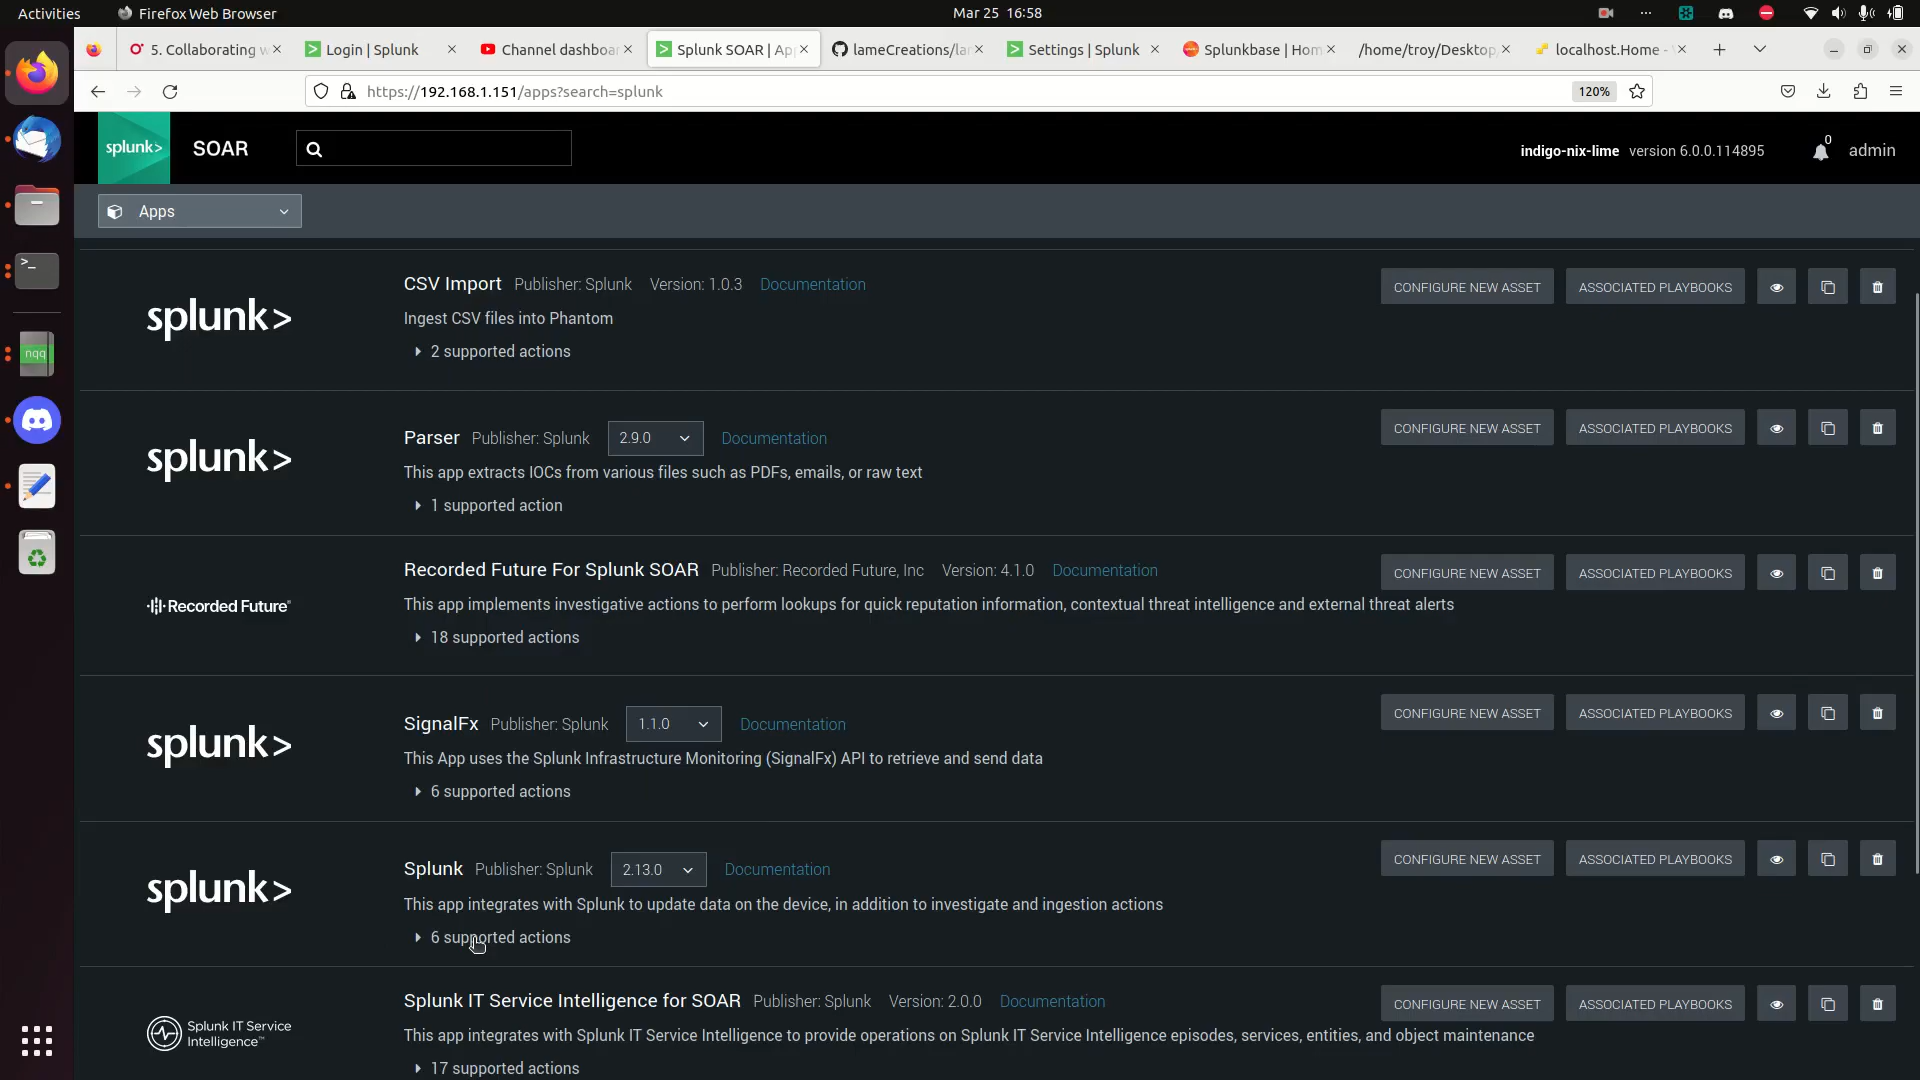 Activities
Firefox Web Browser
Mar 25 16:58
5. Collaborating w
Login | Splunk
Channel dashboa
Splunk SOAR | Ap
lameCreations/la
Settings | Splunk
Splunkbase | Hom
/home/troy/Desktop
localhost.Home -
https://192.168.1.151/apps?search=splunk
120%
splunk>
SOAR
indigo-nix-lime version 6.0.0.114895
0
admin
Apps
splunk>
CSV Import Publisher: Splunk Version: 1.0.3 Documentation
Ingest CSV files into Phantom
2 supported actions
CONFIGURE NEW ASSET
ASSOCIATED PLAYBOOKS
splunk>
Parser Publisher: Splunk 2.9.0 Documentation
This app extracts IOCs from various files such as PDFs, emails, or raw text
1 supported action
CONFIGURE NEW ASSET
ASSOCIATED PLAYBOOKS
Recorded Future®
Recorded Future For Splunk SOAR Publisher: Recorded Future, Inc Version: 4.1.0 Documentation
This app implements investigative actions to perform lookups for quick reputation information, contextual threat intelligence and external threat alerts
18 supported actions
CONFIGURE NEW ASSET
ASSOCIATED PLAYBOOKS
splunk>
SignalFx Publisher: Splunk 1.1.0 Documentation
This App uses the Splunk Infrastructure Monitoring (SignalFx) API to retrieve and send data
6 supported actions
CONFIGURE NEW ASSET
ASSOCIATED PLAYBOOKS
splunk>
Splunk Publisher: Splunk 2.13.0 Documentation
This app integrates with Splunk to update data on the device, in addition to investigate and ingestion actions
6 supported actions
CONFIGURE NEW ASSET
ASSOCIATED PLAYBOOKS
Splunk IT Service
Intelligence™
Splunk IT Service Intelligence for SOAR Publisher: Splunk Version: 2.0.0 Documentation
This app integrates with Splunk IT Service Intelligence to provide operations on Splunk IT Service Intelligence episodes, services, entities, and object maintenance
17 supported actions
CONFIGURE NEW ASSET
ASSOCIATED PLAYBOOKS
nqq